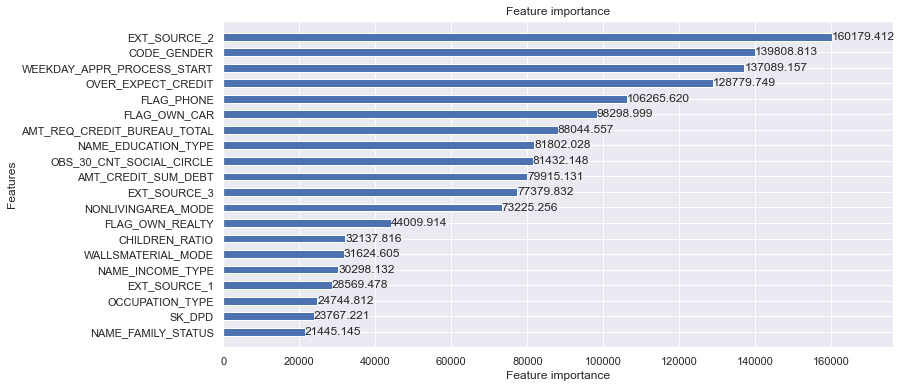 Feature importance
EXT_SOURCE_2 160179.412
CODE_GENDER 139808.813
WEEKDAY_APPR_PROCESS_START 137089.157
OVER_EXPECT_CREDIT 128779.749
FLAG_PHONE 106265.620
FLAG_OWN_CAR 98298.999
AMT_REQ_CREDIT_BUREAU_TOTAL 88044.557
NAME_EDUCATION_TYPE 81802.028
OBS_30_CNT_SOCIAL_CIRCLE 81432.148
AMT_CREDIT_SUM_DEBT 79915.131
EXT_SOURCE_3 77379.832
NONLIVINGAREA_MODE 73225.256
FLAG_OWN_REALTY 44009.914
CHILDREN_RATIO 32137.816
WALLSMATERIAL_MODE 31624.605
NAME_INCOME_TYPE 30298.132
EXT_SOURCE_1 28569.478
OCCUPATION_TYPE 24744.812
SK_DPD 23767.221
NAME_FAMILY_STATUS 21445.145
Features
0 20000 40000 60000 80000 100000 120000 140000 160000
Feature importance